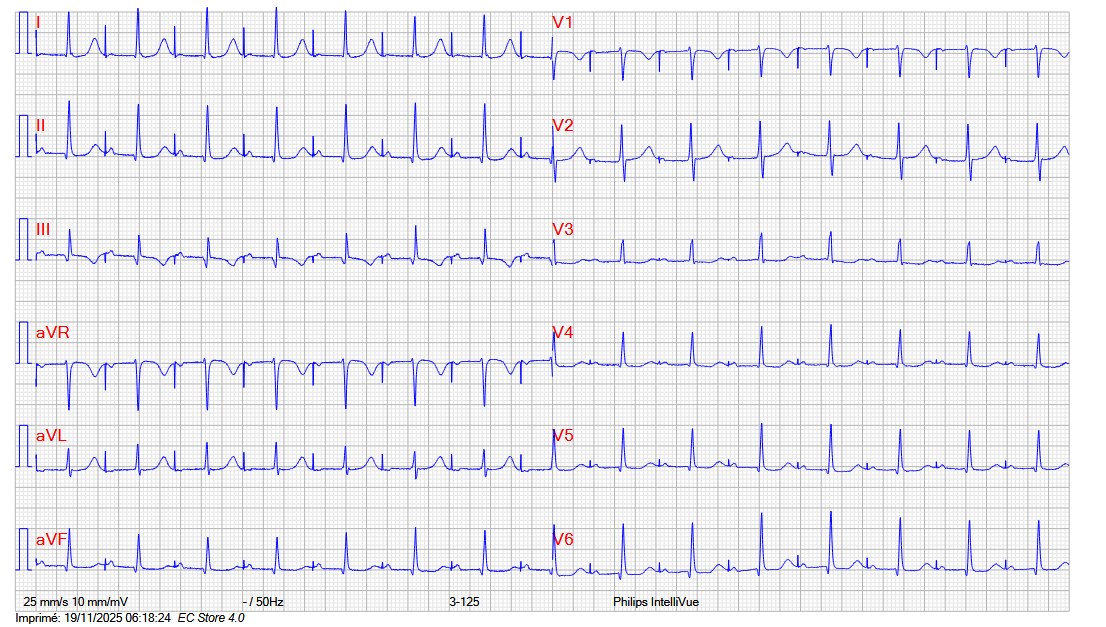 I V1
II V2
III V3
aVR V4
aVL V5
aVF V6
25 mm/s 10 mm/mV - / 50Hz 3-125 Philips IntelliVue
Imprimé: 19/11/2025 06:18:24 EC Store 4.0